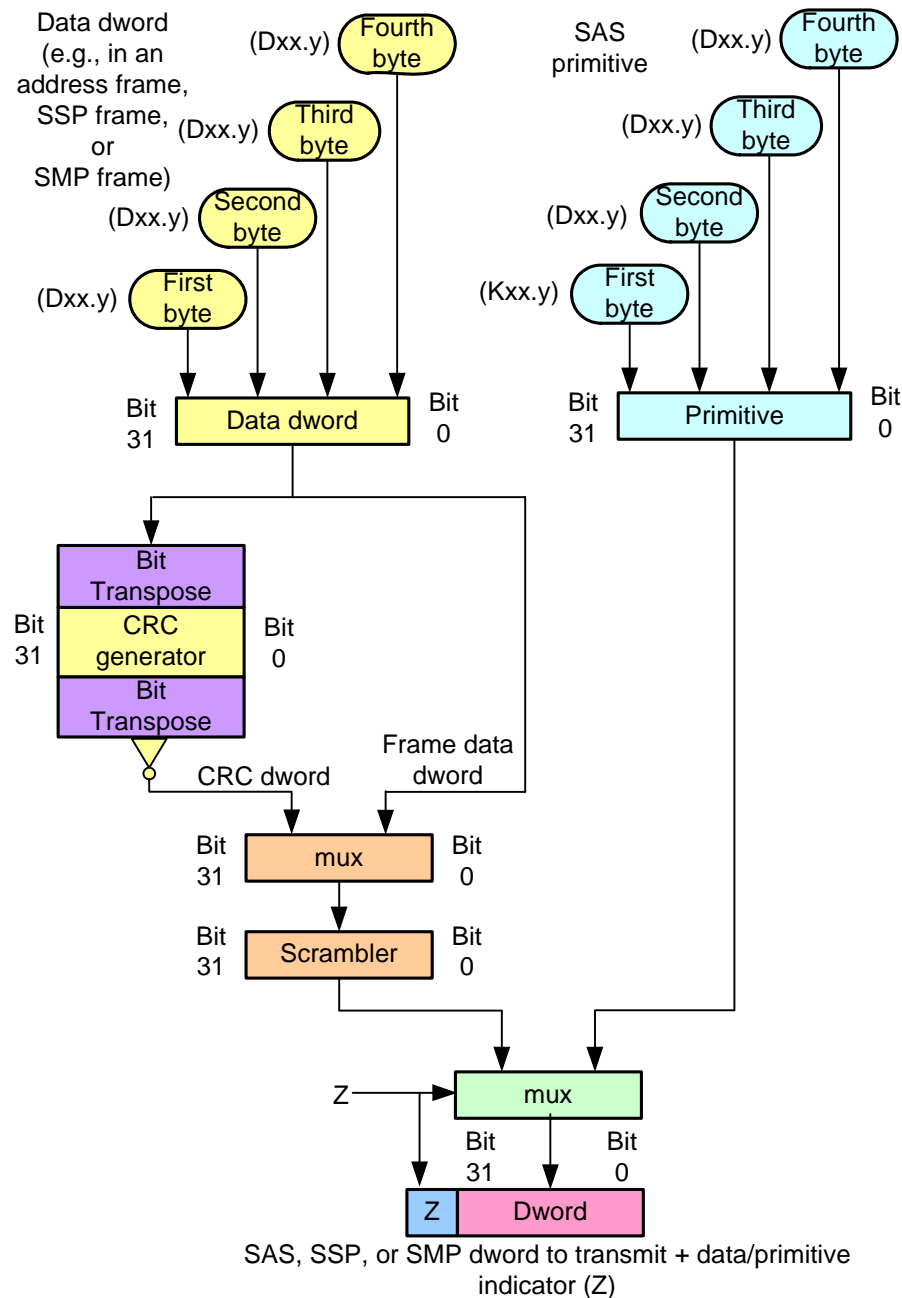 Data dword
(e.g., in an
address frame,
SSP frame,
or
SMP frame)
(Dxx.y)
Fourth
byte
(Dxx.y)
Third
byte
(Dxx.y)
Second
byte
(Dxx.y)
First
byte
Bit
31
Data dword
Bit
0
SAS
primitive
(Dxx.y)
Fourth
byte
(Dxx.y)
Third
byte
(Dxx.y)
Second
byte
(Kxx.y)
First
byte
Bit
31
Primitive
Bit
0
Bit
Transpose
Bit
31
CRC
generator
Bit
0
Bit
Transpose
CRC dword
Frame data
dword
Bit
31
mux
Bit
0
Bit
31
Scrambler
Bit
0
Z
mux
Bit
31
Bit
0
Z
Dword
SAS, SSP, or SMP dword to transmit + data/primitive
indicator (Z)